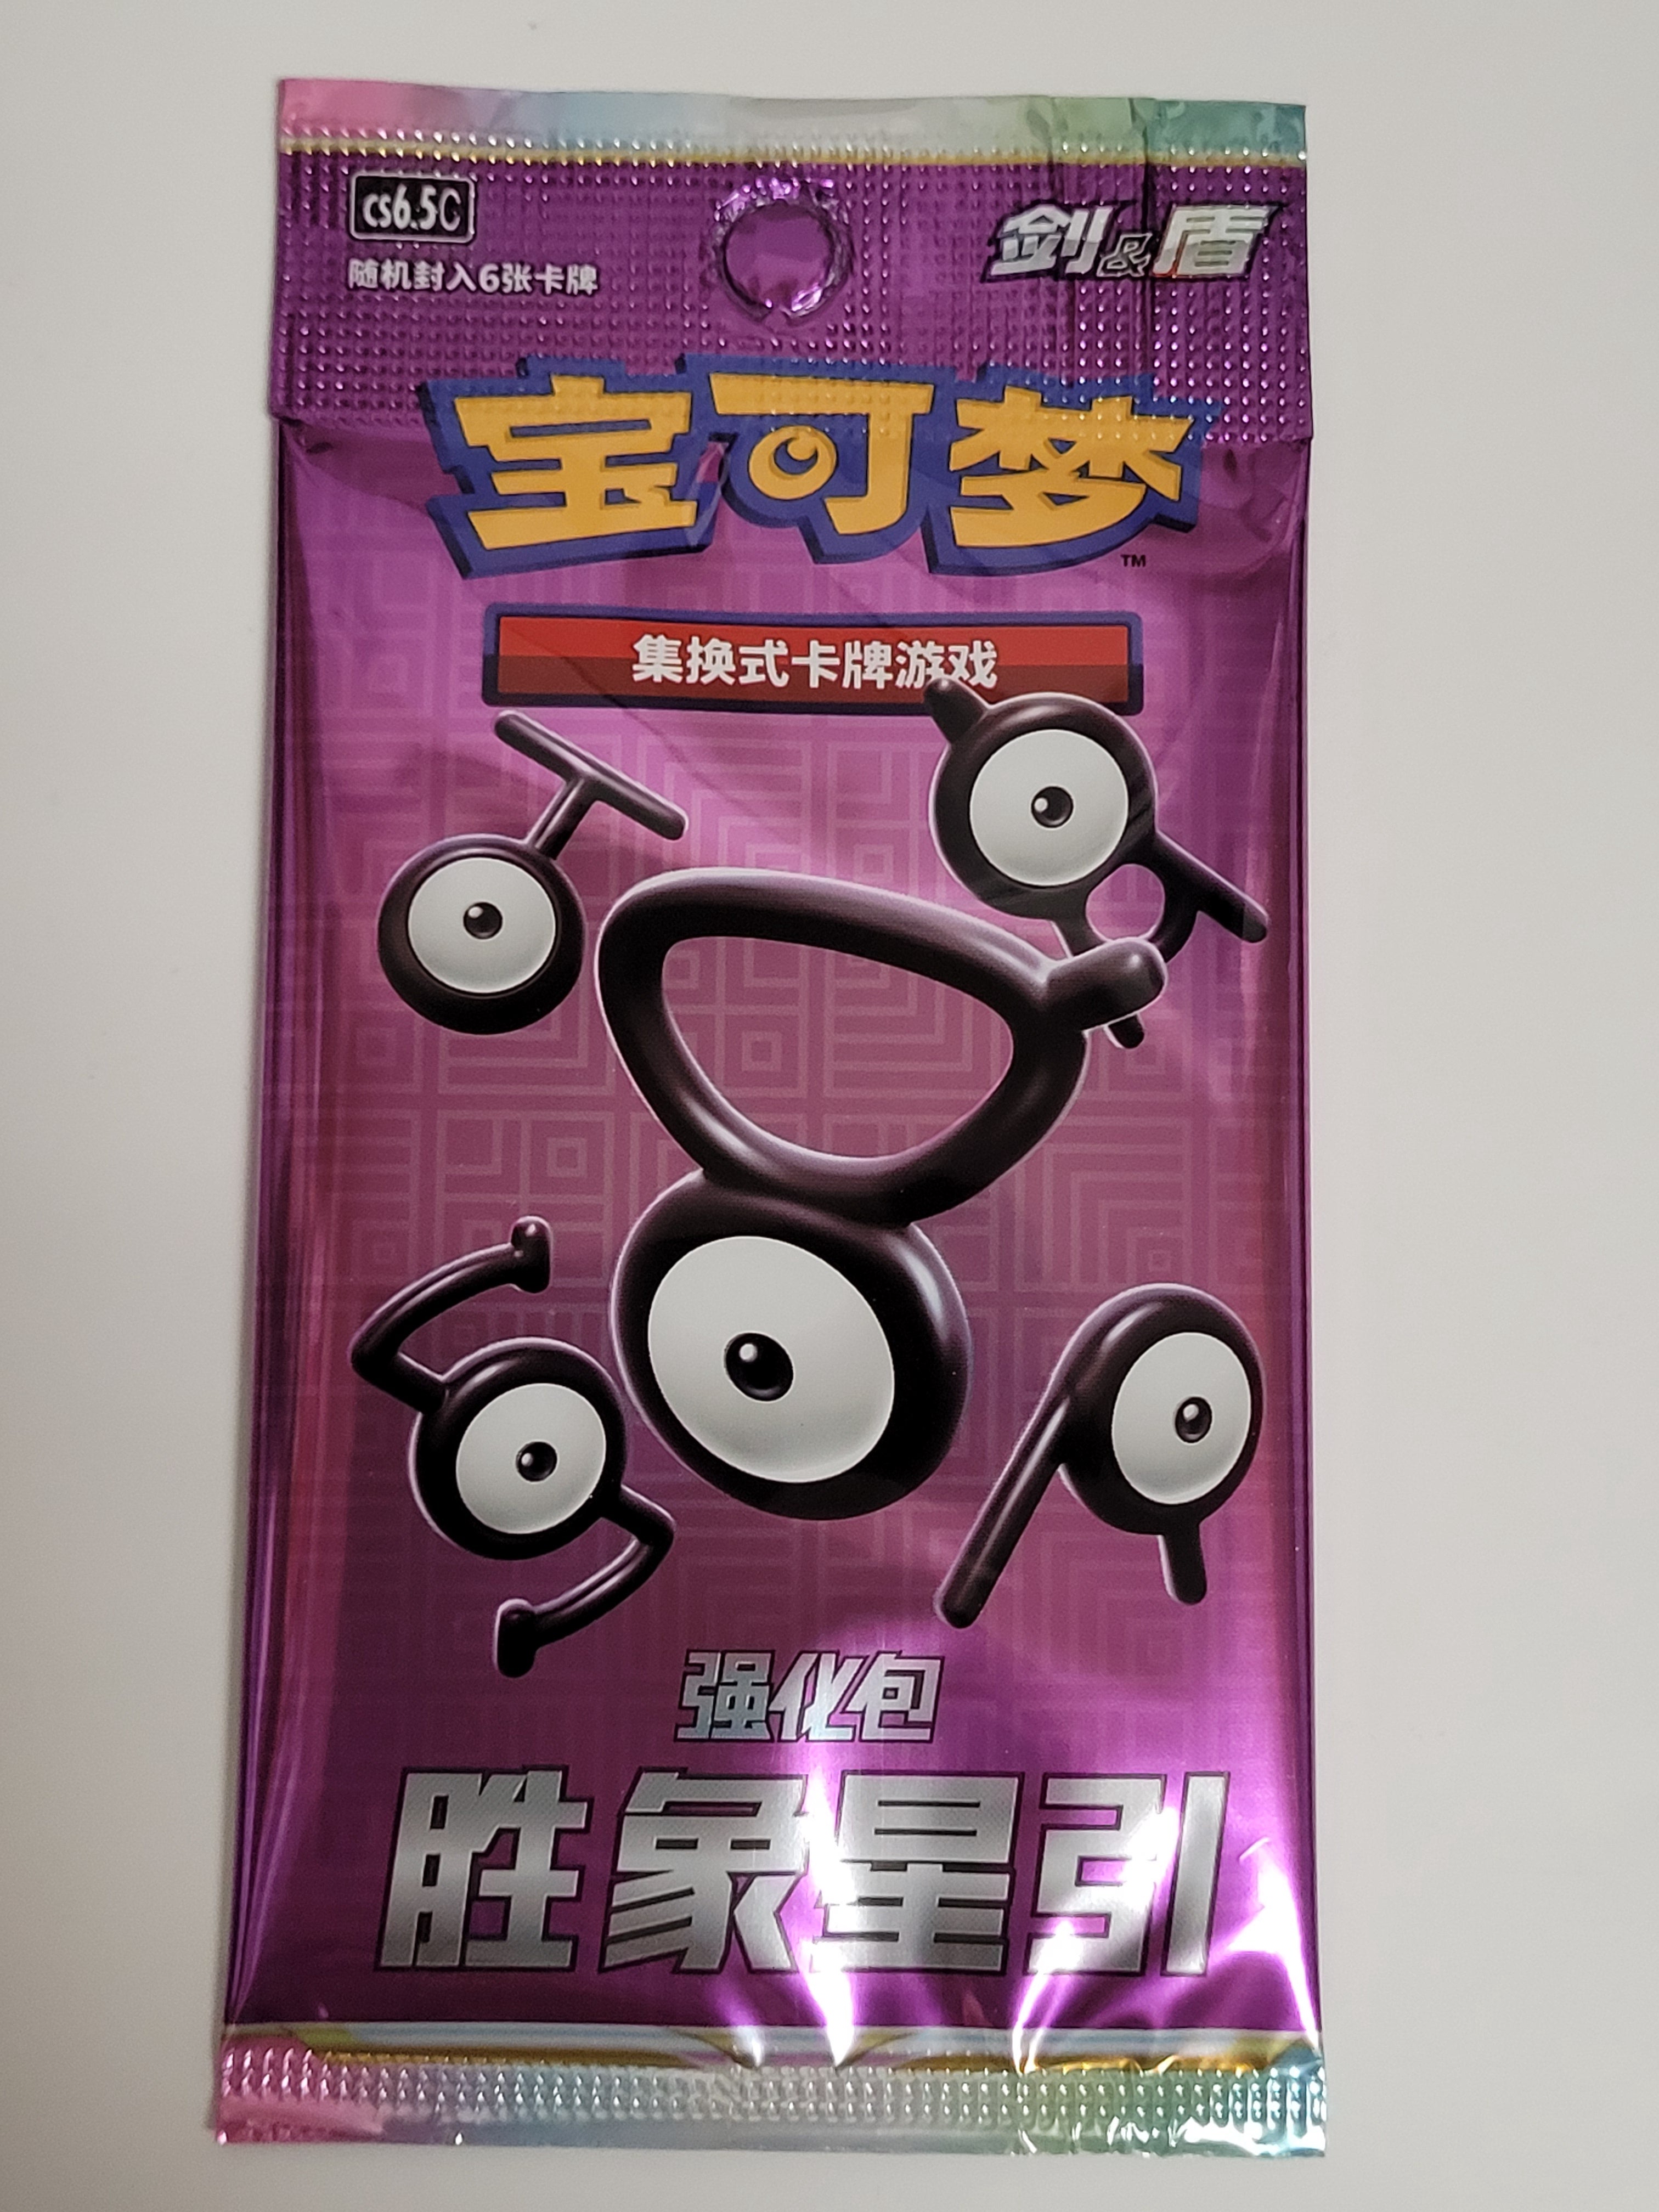 cs6.5C
随机封入6张卡牌
剑&盾
宝可梦
TM
集换式卡牌游戏
强化包
胜象星引